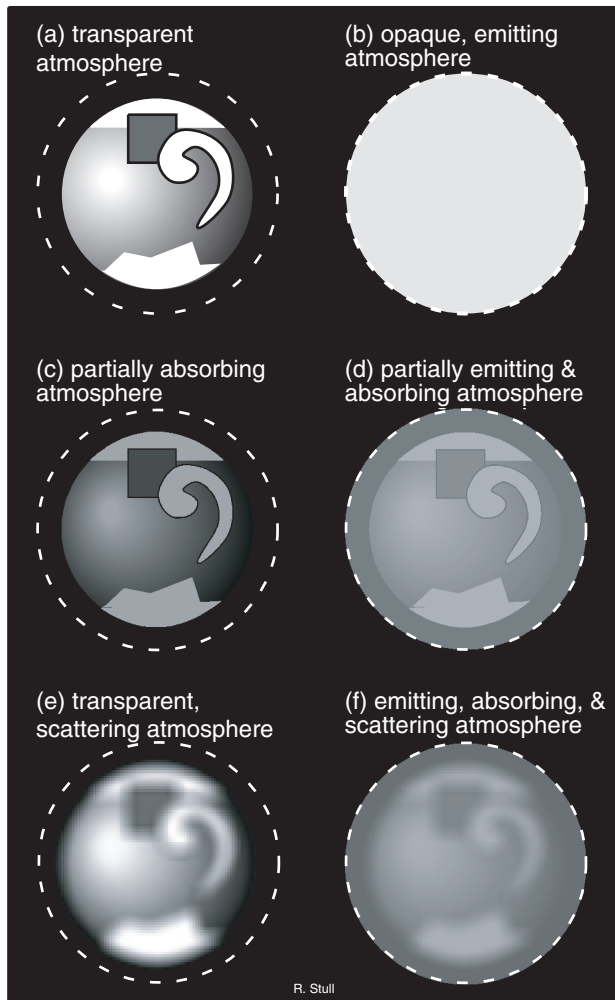 (a) transparent
atmosphere
(b) opaque, emitting
atmosphere
(c) partially absorbing
atmosphere
(d) partially emitting &
absorbing atmosphere
(e) transparent,
scattering atmosphere
(f) emitting, absorbing, &
scattering atmosphere
R. Stull